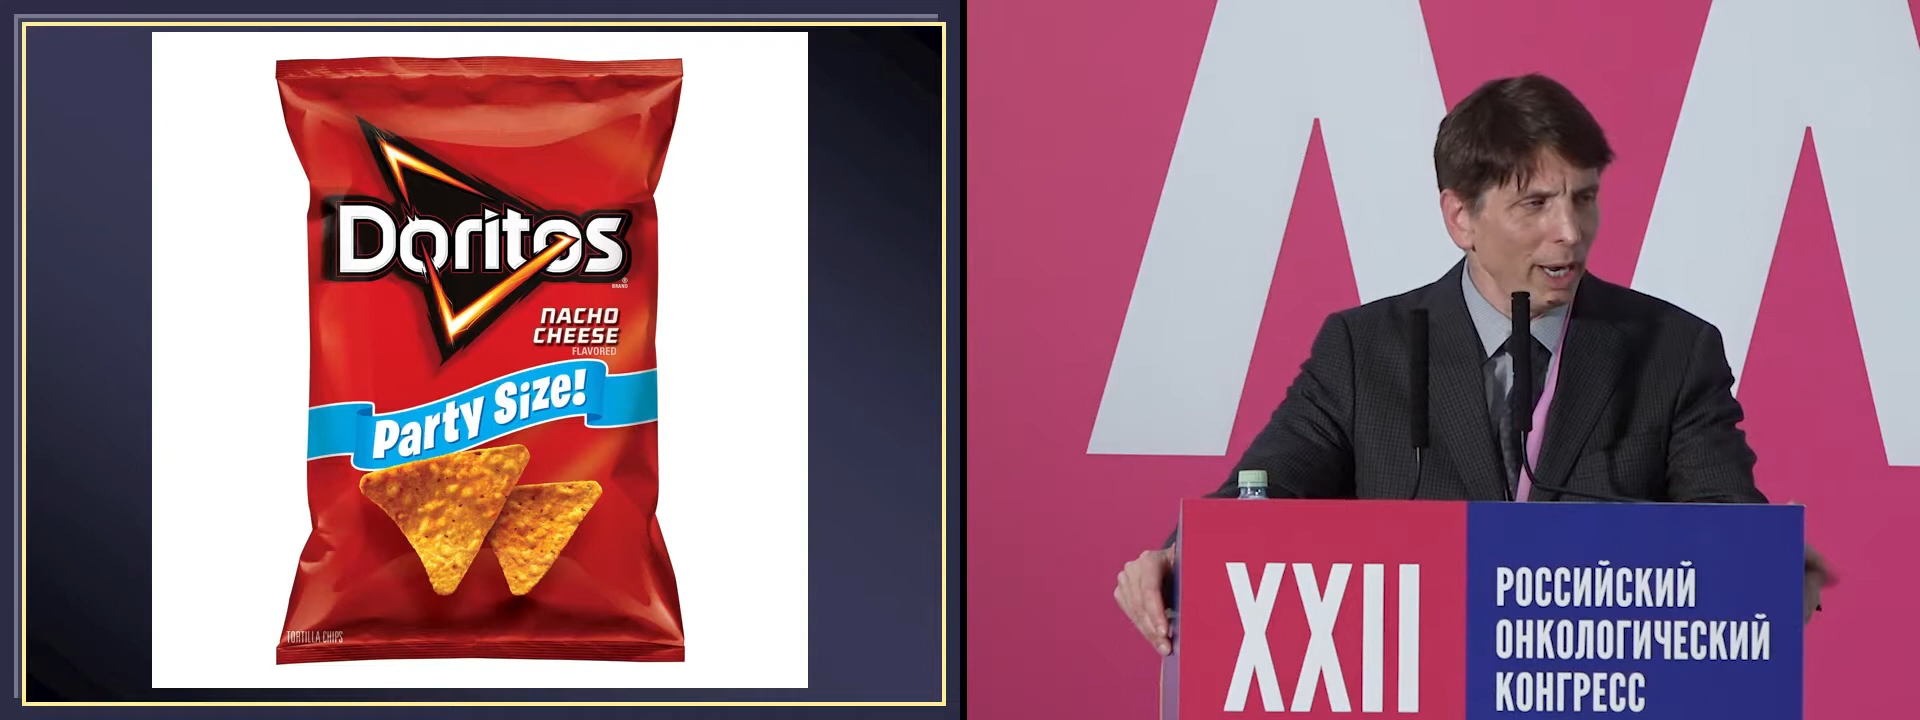 Doritos
BRAND
NACHO
CHEESE
FLAVORED
Party Size!
TORTILLA CHIPS
XXII
РОССИЙСКИЙ
ОНКОЛОГИЧЕСКИЙ
КОНГРЕСС